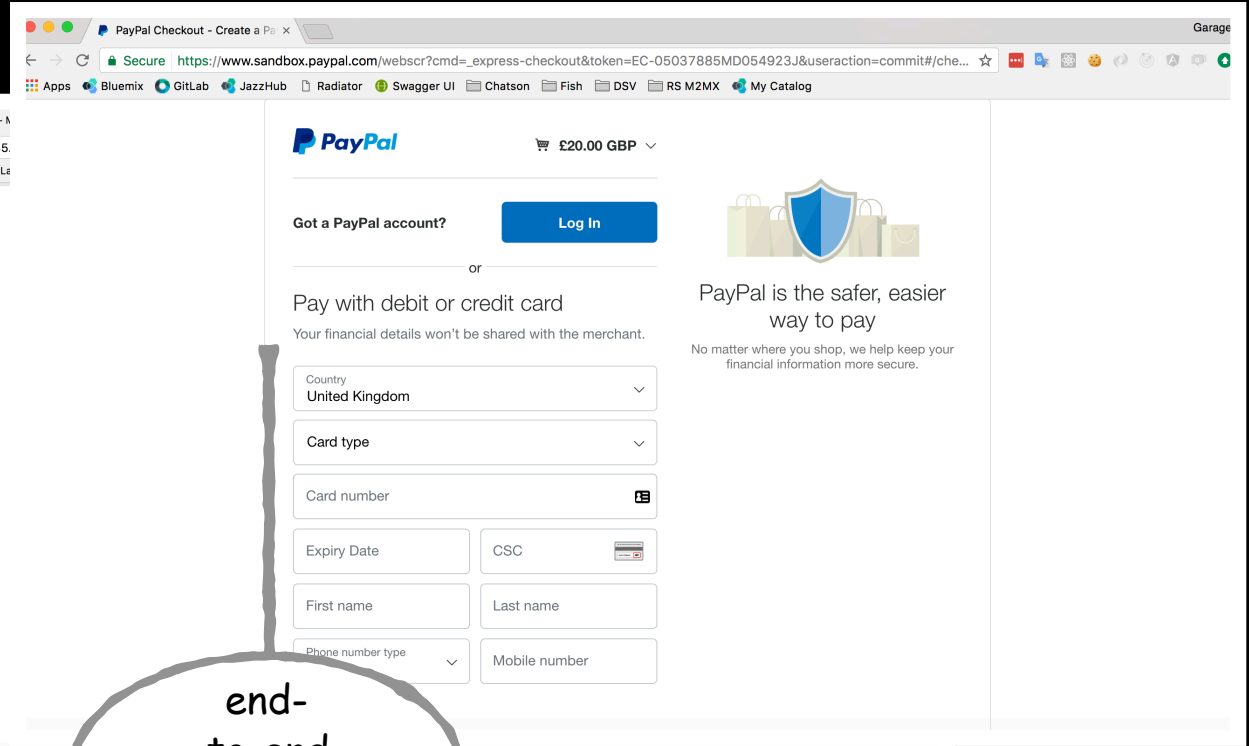 PayPal Checkout - Create a Pa
Garage
Secure https://www.sandbox.paypal.com/webscr?cmd=_express-checkout&token=EC-05037885MD054923J&useraction=commit#/che...
Apps Bluemix GitLab JazzHub Radiator Swagger UI Chatson Fish DSV RS M2MX My Catalog
PayPal
£20.00 GBP
Got a PayPal account?
Log In
or
Pay with debit or credit card
Your financial details won't be shared with the merchant.
Country
United Kingdom
Card type
Card number
Expiry Date
CSC
First name
Last name
Phone number type
Mobile number
PayPal is the safer, easier
way to pay
No matter where you shop, we help keep your
financial information more secure.
end-
to-end